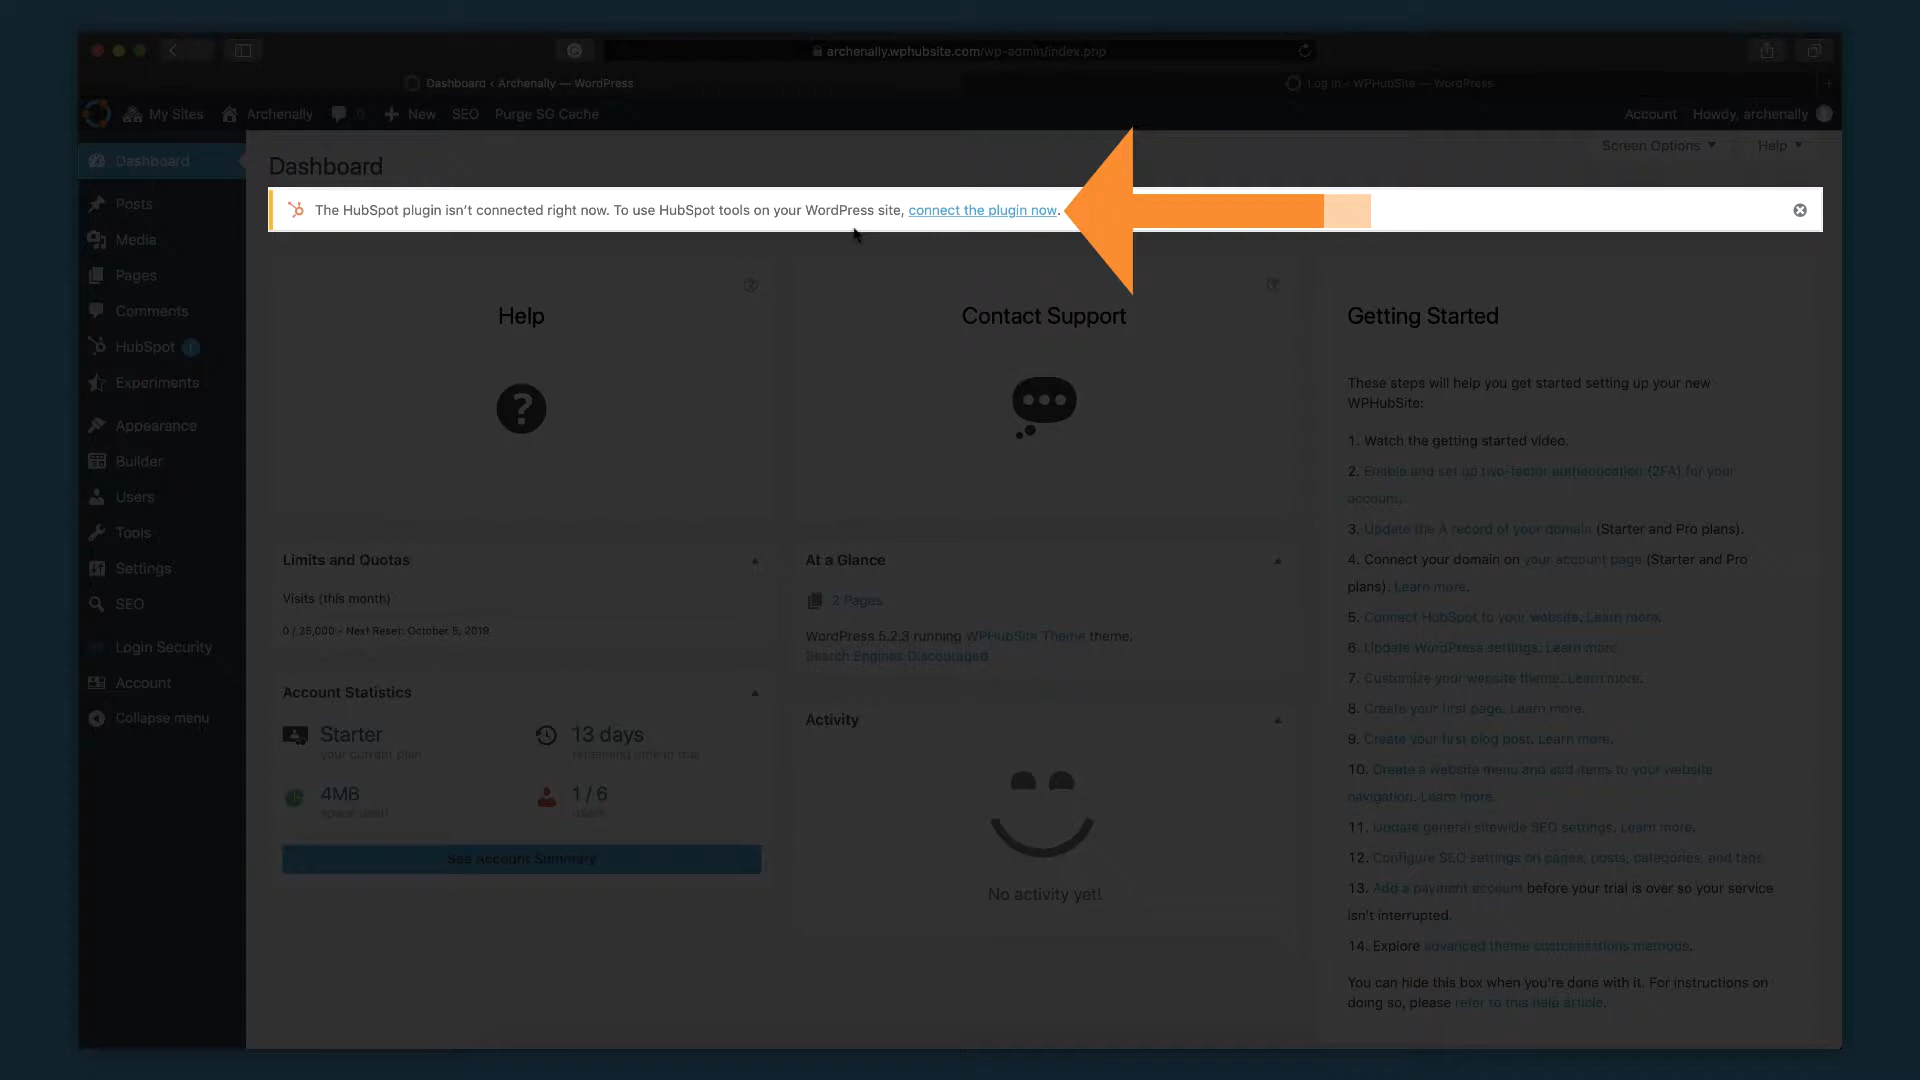 archenally.wphubsite.com/wp-admin/index.php
Dashboard ‹ Archenally — WordPress
Log In ‹ WPHubSite — WordPress
My Sites
Archenally
0
New
SEO
Purge SG Cache
Account
Howdy, archenally
Dashboard
Posts
Media
Pages
Comments
HubSpot
Experiments
Appearance
Builder
Users
Tools
Settings
SEO
Login Security
Account
Collapse menu
Screen Options
Help
Dashboard
The HubSpot plugin isn't connected right now. To use HubSpot tools on your WordPress site, connect the plugin now.
Help
Contact Support
Limits and Quotas
Visits (this month)
0 / 25,000 - Next Reset: October 5, 2019
Account Statistics
Starter
your current plan
13 days
remaining time in trial
4MB
space used
1 / 6
users
See Account Summary
At a Glance
2 Pages
WordPress 5.2.3 running WPHubSite Theme theme.
Search Engines Discouraged
Activity
No activity yet!
Getting Started
These steps will help you get started setting up your new
WPHubSite:
1. Watch the getting started video.
2. Enable and set up two-factor authentication (2FA) for your
account.
3. Update the A record of your domain (Starter and Pro plans).
4. Connect your domain on your account page (Starter and Pro
plans). Learn more.
5. Connect HubSpot to your website. Learn more.
6. Update WordPress settings. Learn more.
7. Customize your website theme. Learn more.
8. Create your first page. Learn more.
9. Create your first blog post. Learn more.
10. Create a website menu and add items to your website
navigation. Learn more.
11. Update general sitewide SEO settings. Learn more.
12. Configure SEO settings on pages, posts, categories, and tags.
13. Add a payment account before your trial is over so your service
isn't interrupted.
14. Explore advanced theme customizations methods.
You can hide this box when you're done with it. For instructions on
doing so, please refer to this help article.